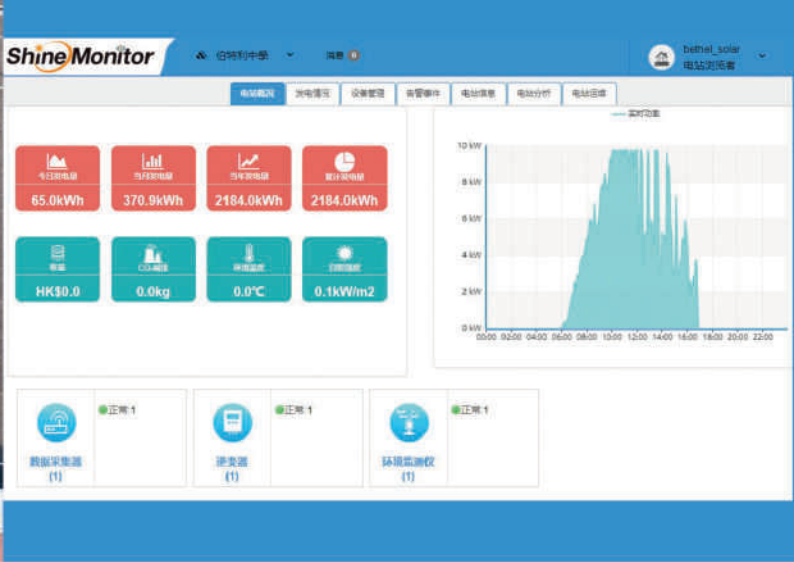 ShineMonitor
伯特利中學
消息 0
bethel_solar
电站浏览者
电站概况 发电情况 设备管理 告警事件 电站信息 电站分析 电站运维
今日发电量 当月发电量 当年发电量 累计发电量
65.0kWh 370.9kWh 2184.0kWh 2184.0kWh
收益 CO₂减排 环境温度 日照强度
HK$0.0 0.0kg 0.0℃ 0.1kW/m2
实时功率
10 kW
8 kW
6 kW
4 kW
2 kW
0 kW
00:00 02:00 04:00 06:00 08:00 10:00 12:00 14:00 16:00 18:00 20:00 22:00
正常:1
数据采集器
(1)
正常:1
逆变器
(1)
正常:1
环境监测仪
(1)